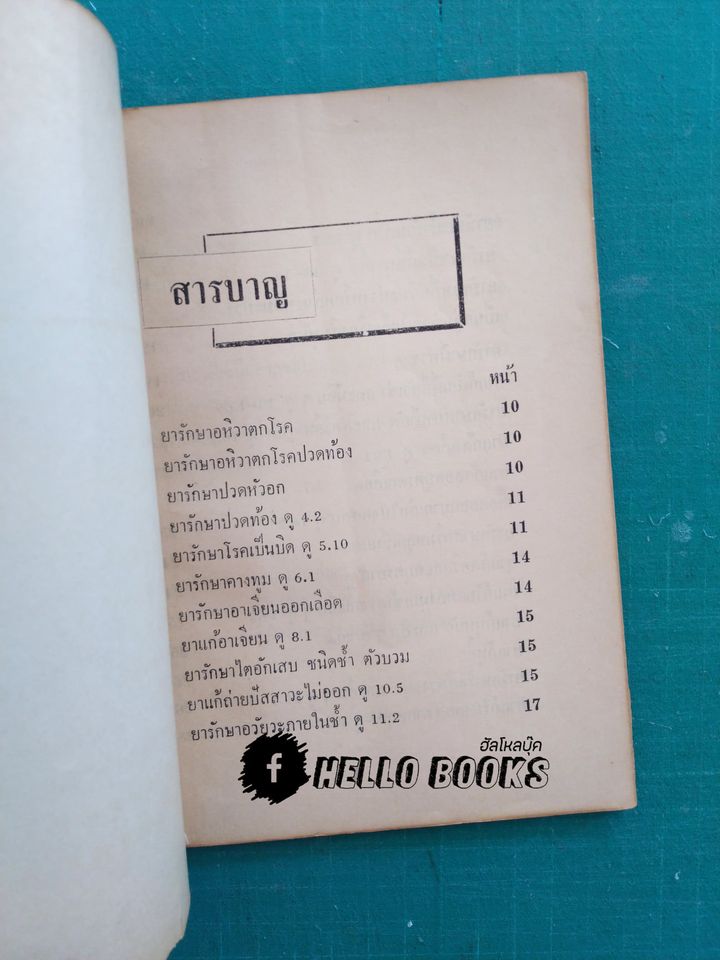 สารบาญ
หน้า
ยารักษาอหิวาตกโรค 10
ยารักษาอหิวาตกโรคปวดท้อง 10
ยารักษาปวดหัวอก 10
ยารักษาปวดท้อง ดู 4.2 11
ยารักษาโรคเป็นบิด ดู 5.10 11
ยารักษาคางทูม ดู 6.1 14
ยารักษาอาเจียนออกเลือด 14
ยาแก้อาเจียน ดู 8.1 15
ยารักษาไตอักเสบ ชนิดช้ำ ตัวบวม 15
ยาแก้ถ่ายปัสสาวะไม่ออก ดู 10.5 15
ยารักษาอวัยวะภายในช้ำ ดู 11.2 17
ฮัลโหลบุ๊ค
f HELLO BOOKS